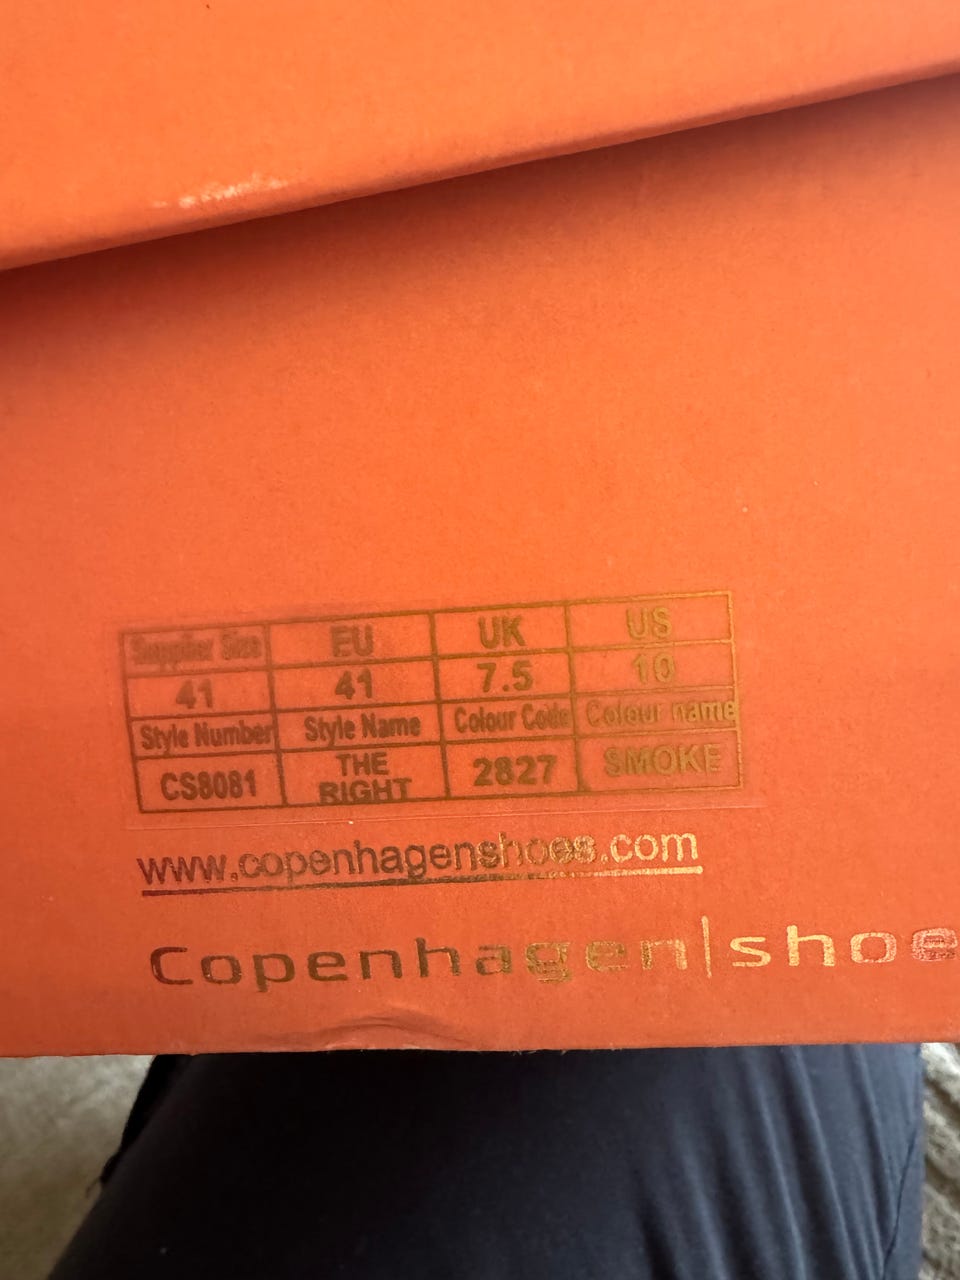 Supplier Size EU UK US
41 41 7.5 10
Style Number Style Name Colour Code Colour name
CS8081 THE RIGHT 2827 SMOKE
www.copenhagenshoes.com
Copenhagen|shoe